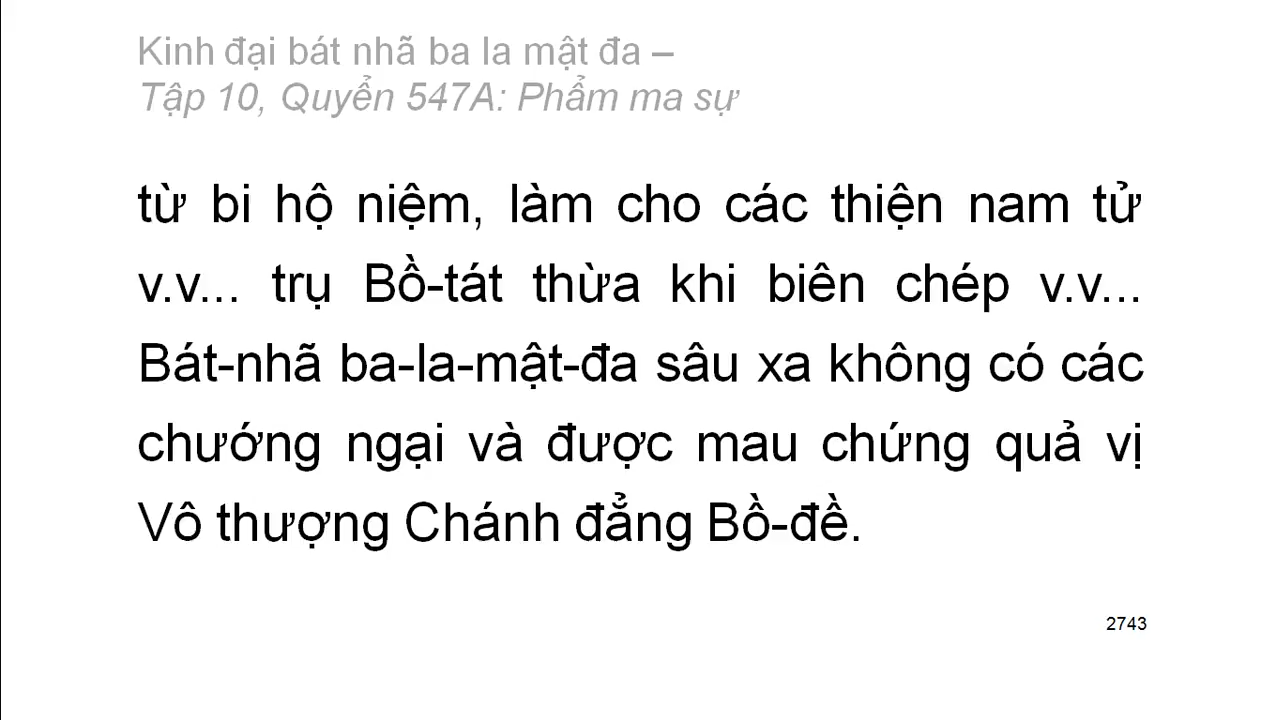 Kinh đại bát nhã ba la mật đa –
Tập 10, Quyển 547A: Phẩm ma sự
từ bi hộ niệm, làm cho các thiện nam tử
v.v... trụ Bồ-tát thừa khi biên chép v.v...
Bát-nhã ba-la-mật-đa sâu xa không có các
chướng ngại và được mau chứng quả vị
Vô thượng Chánh đẳng Bồ-đề.
2743